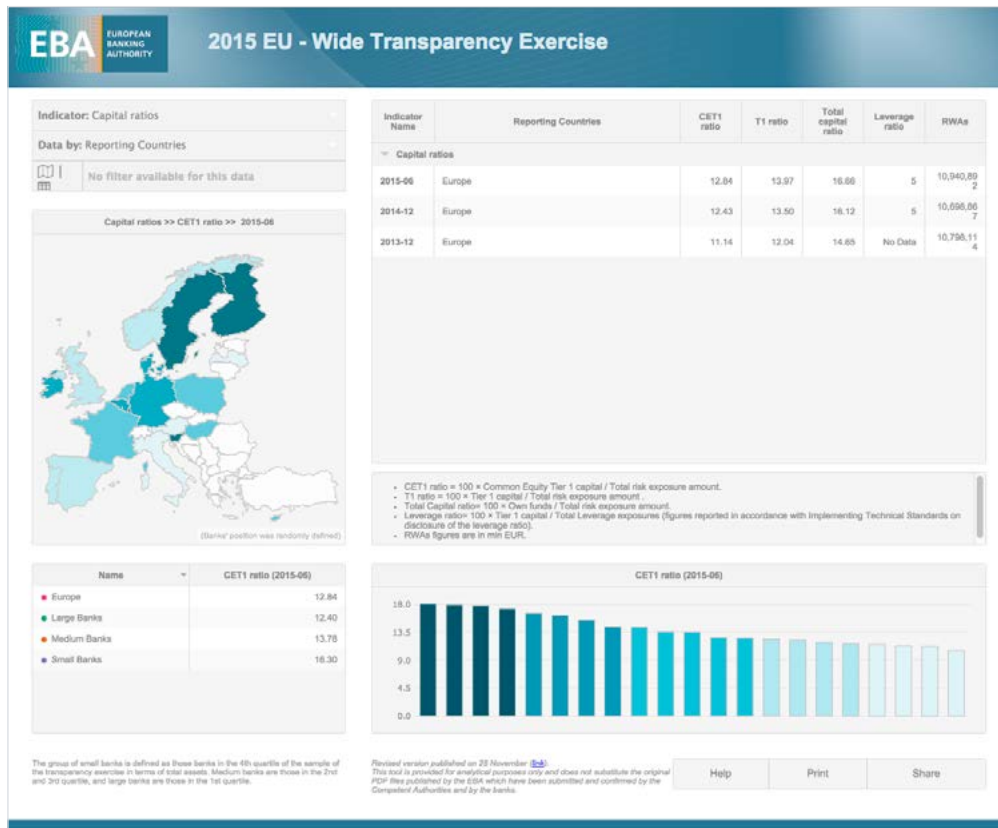 EBA EUROPEAN BANKING AUTHORITY
2015 EU - Wide Transparency Exercise
Indicator: Capital ratios
Data by: Reporting Countries
No filter available for this data
Capital ratios >> CET1 ratio >> 2015-06
(Banks' position was randomly defined)
Indicator Name Reporting Countries CET1 ratio T1 ratio Total capital ratio Leverage ratio RWAs
Capital ratios
2015-06 Europe 12.84 13.97 16.66 5 10,940,892
2014-12 Europe 12.43 13.50 16.12 5 10,698,867
2013-12 Europe 11.14 12.04 14.65 No Data 10,798,114
CET1 ratio = 100 × Common Equity Tier 1 capital / Total risk exposure amount.
T1 ratio = 100 × Tier 1 capital / Total risk exposure amount .
Total Capital ratio= 100 × Own funds / Total risk exposure amount.
Leverage ratio= 100 × Tier 1 capital / Total Leverage exposures (figures reported in accordance with Implementing Technical Standards on
disclosure of the leverage ratio).
RWAs figures are in mln EUR.
Name CET1 ratio (2015-06)
Europe 12.84
Large Banks 12.40
Medium Banks 13.78
Small Banks 16.30
CET1 ratio (2015-06)
18.0
13.5
9.0
4.5
0.0
The group of small banks is defined as those banks in the 4th quartile of the sample of
the transparency exercise in terms of total assets. Medium banks are those in the 2nd
and 3rd quartile, and large banks are those in the 1st quartile.
Revised version published on 25 November (link).
This tool is provided for analytical purposes only and does not substitute the original
PDF files published by the EBA which have been submitted and confirmed by the
Competent Authorities and by the banks.
Help Print Share